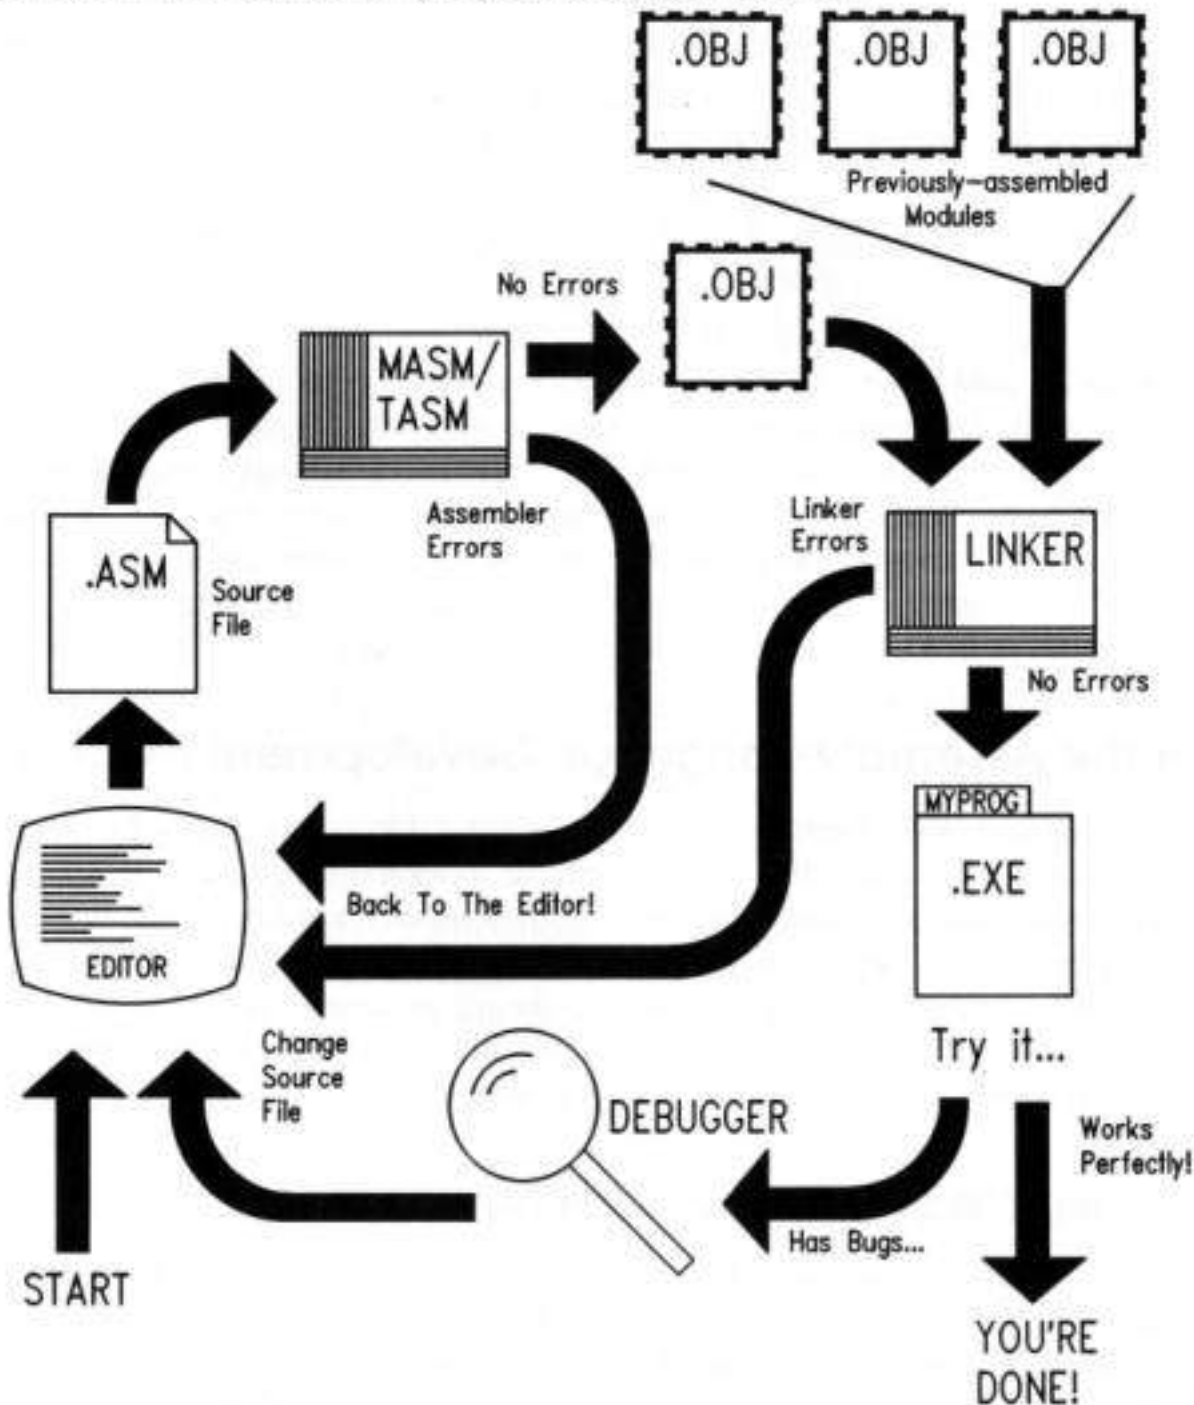 .OBJ
.OBJ
.OBJ
Previously-assembled
Modules
No Errors
.OBJ
MASM/
TASM
Assembler
Errors
Linker
Errors
LINKER
.ASM
Source
File
No Errors
MYPROG
.EXE
Back To The Editor!
EDITOR
Change
Source
File
Try it...
DEBUGGER
Works
Perfectly!
Has Bugs...
START
YOU'RE
DONE!